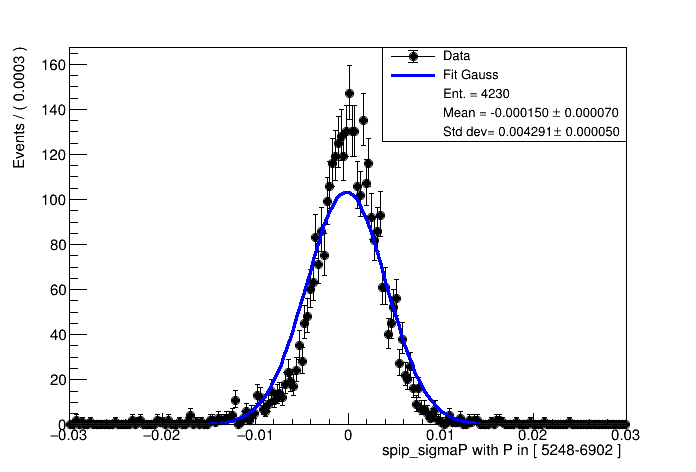 Events / ( 0.0003 )
160
140
120
100
80
60
40
20
0
−0.03 −0.02 −0.01 0 0.01 0.02 0.03
spip_sigmaP with P in [ 5248-6902 ]
Data
Fit Gauss
Ent. = 4230
Mean = -0.000150 ± 0.000070
Std dev= 0.004291± 0.000050